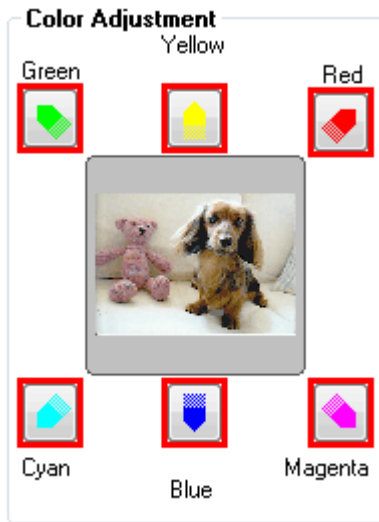 Color Adjustment
Yellow
Green
Red
Cyan
Magenta
Blue